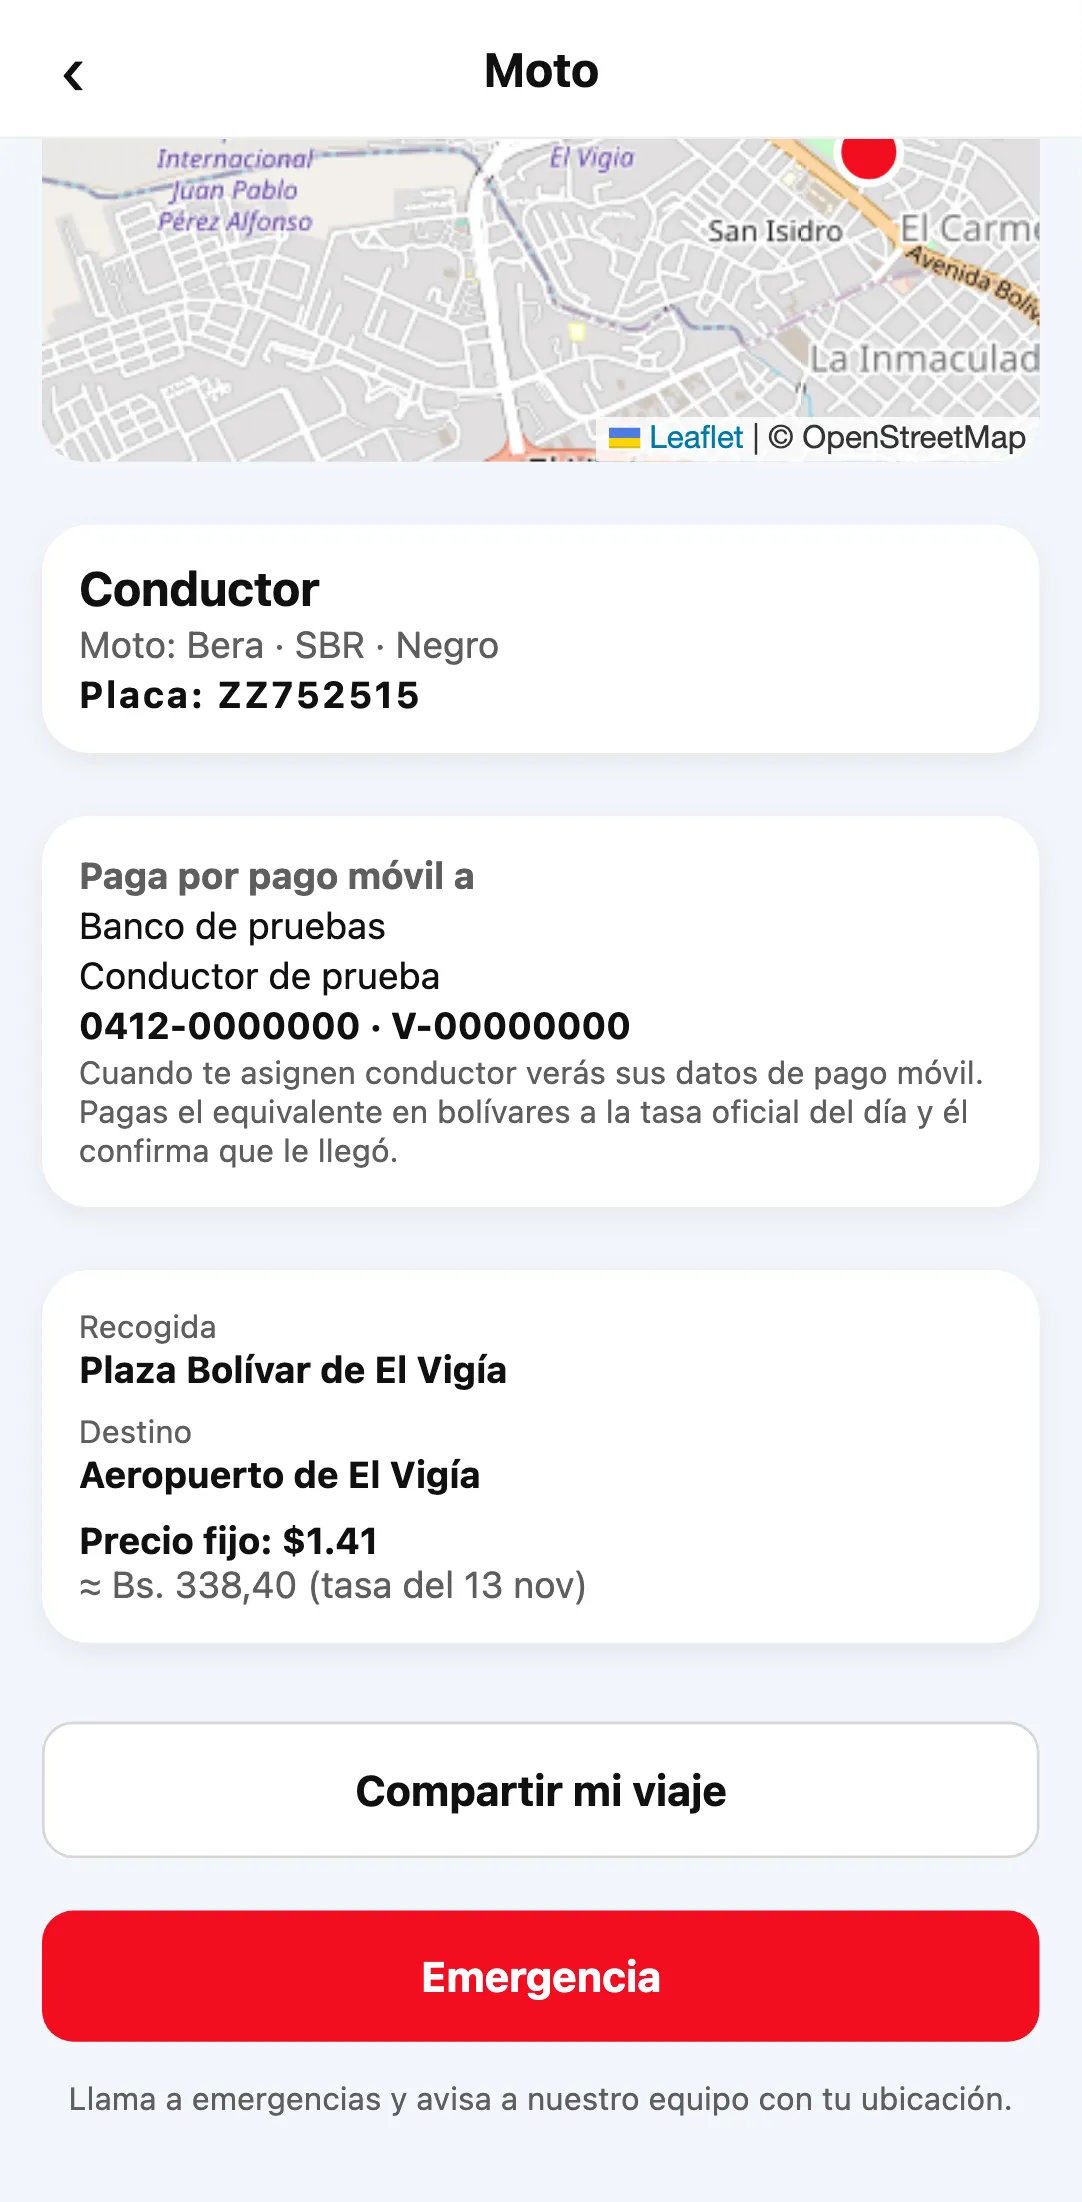 Moto
Internacional
Juan Pablo
Pérez Alfonso
El Vigía
San Isidro
El Carme
Avenida Bolív
La Inmaculad
Leaflet | © OpenStreetMap
Conductor
Moto: Bera · SBR · Negro
Placa: ZZ752515
Paga por pago móvil a
Banco de pruebas
Conductor de prueba
0412-0000000 · V-00000000
Cuando te asignen conductor verás sus datos de pago móvil.
Pagas el equivalente en bolívares a la tasa oficial del día y él
confirma que le llegó.
Recogida
Plaza Bolívar de El Vigía
Destino
Aeropuerto de El Vigía
Precio fijo: $1.41
≈ Bs. 338,40 (tasa del 13 nov)
Compartir mi viaje
Emergencia
Llama a emergencias y avisa a nuestro equipo con tu ubicación.